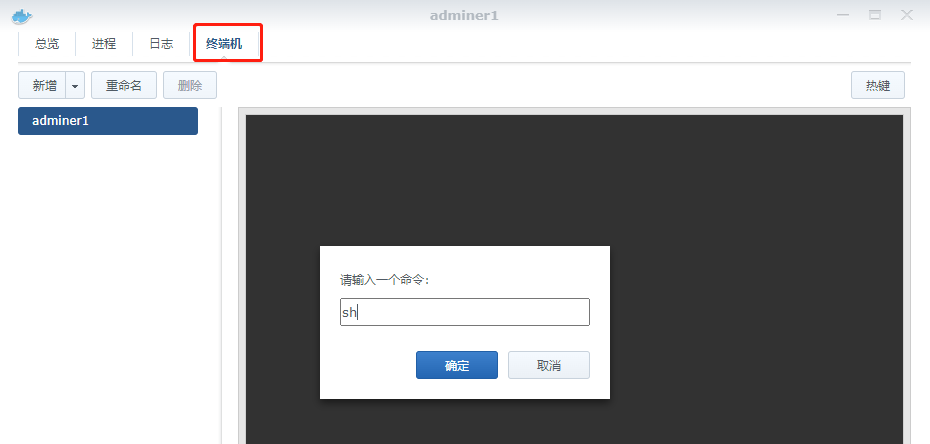 adminer1
总览 进程 日志 终端机
新增 重命名 删除 热键
adminer1
请输入一个命令:
sh
确定 取消